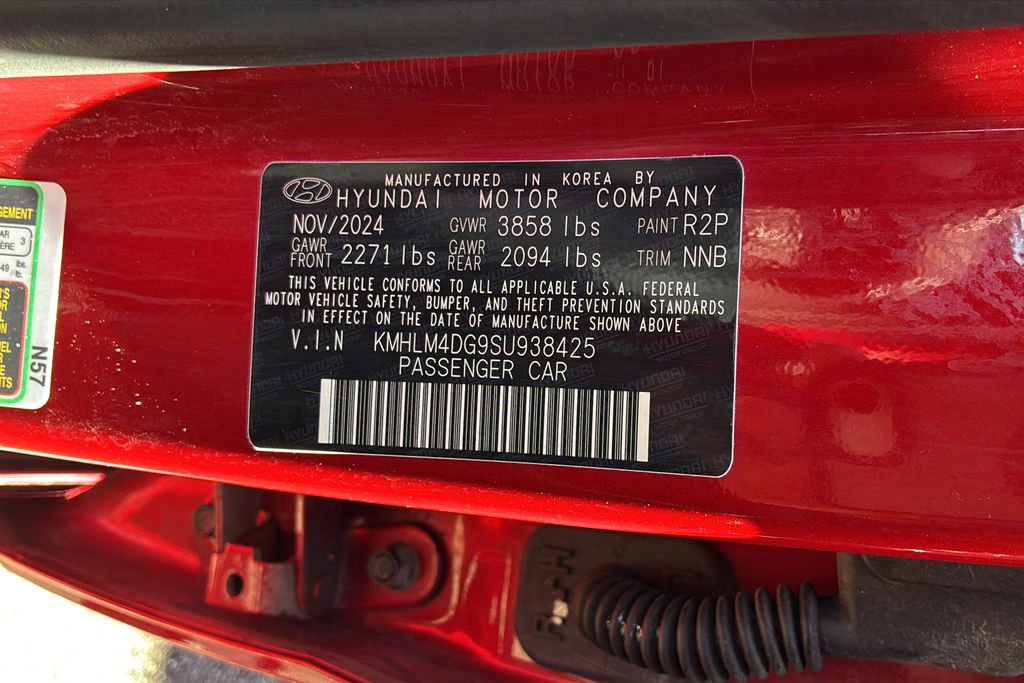 MANUFACTURED IN KOREA BY
HYUNDAI MOTOR COMPANY
NOV/2024 GVWR 3858 lbs PAINT R2P
GAWR FRONT 2271 lbs GAWR REAR 2094 lbs TRIM NNB
THIS VEHICLE CONFORMS TO ALL APPLICABLE U.S.A. FEDERAL
MOTOR VEHICLE SAFETY, BUMPER, AND THEFT PREVENTION STANDARDS
IN EFFECT ON THE DATE OF MANUFACTURE SHOWN ABOVE
V.I.N KMHLM4DG9SU938425
PASSENGER CAR
N57